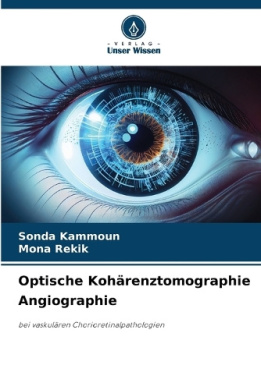 VERLAG
Unser Wissen
Sonda Kammoun
Mona Rekik
Optische Kohärenztomographie
Angiographie
bei vaskulären Chorioretinalpathologien